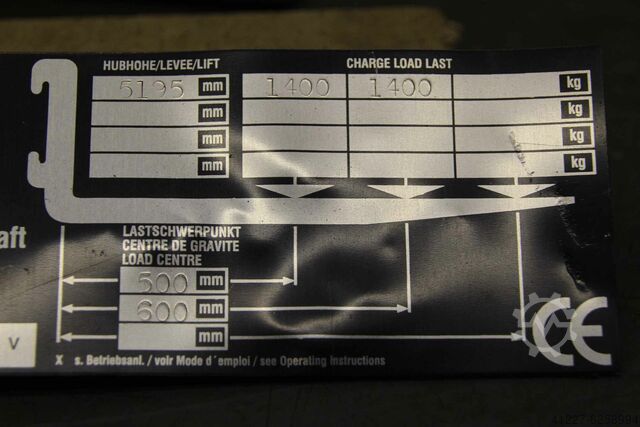 HUBHÖHE/LEVEE/LIFT CHARGE LOAD LAST
5195 mm 1400 1400 kg
mm kg
mm kg
mm kg
aft
LASTSCHWERPUNKT
CENTRE DE GRAVITE
LOAD CENTRE
500 mm
600 mm
mm
V
X s. Betriebsanl. / voir Mode d´emploi / see Operating Instructions
CE